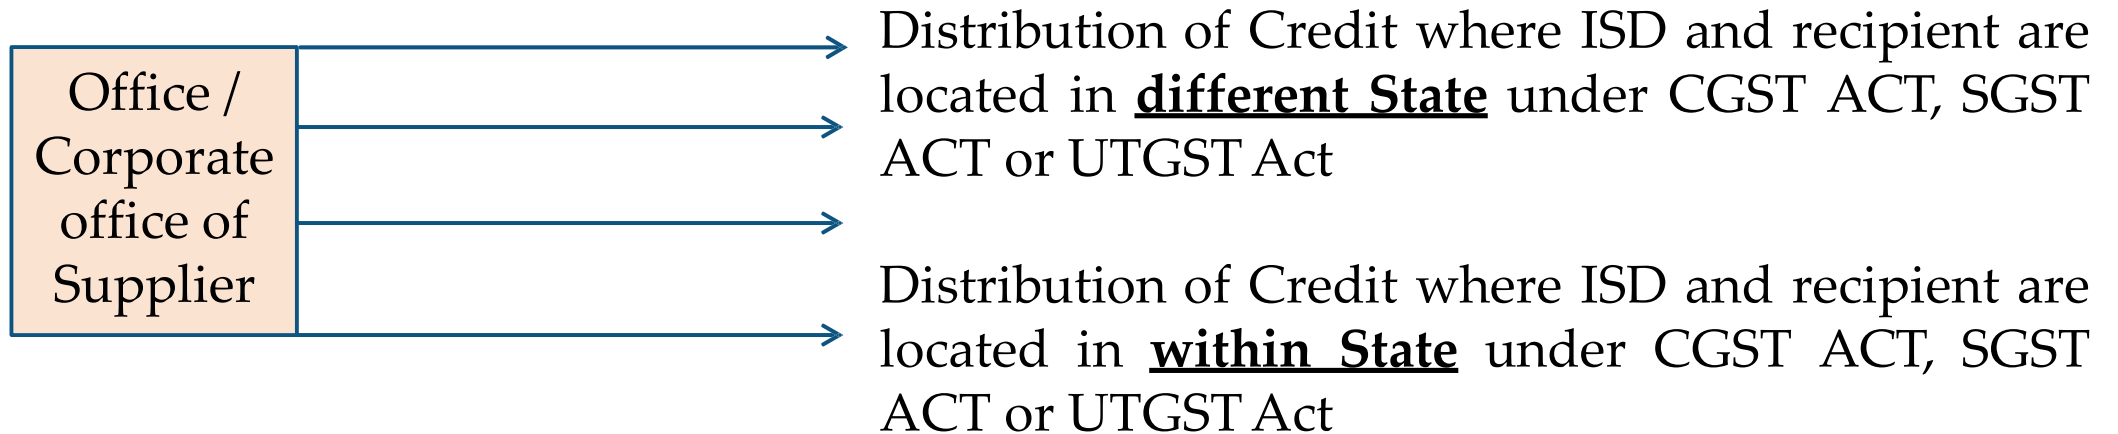 Office /
Corporate
office of
Supplier
Distribution of Credit where ISD and recipient are
located in different State under CGST ACT, SGST
ACT or UTGST Act
Distribution of Credit where ISD and recipient are
located in within State under CGST ACT, SGST
ACT or UTGST Act